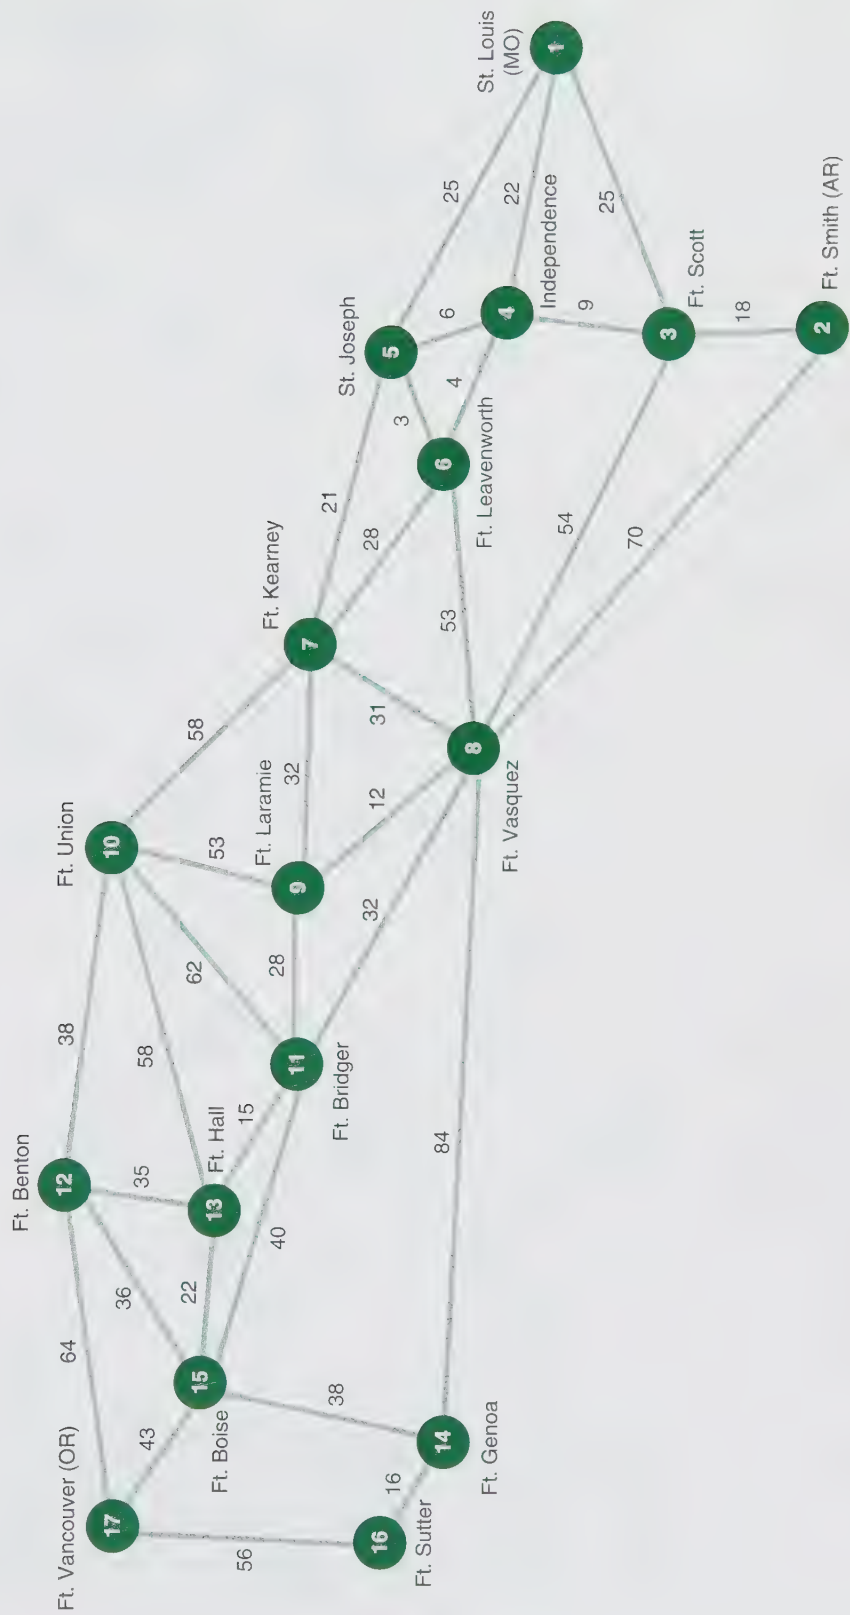 Ft. Vancouver (OR)
17
64
Ft. Benton
12
38
Ft. Union
10
58
Ft. Kearney
7
21
St. Joseph
5
25
St. Louis
(MO)
1
43
36
35
58
62
53
Ft. Laramie
9
32
28
3
6
22
15
Ft. Boise
22
13
Ft. Hall
28
11
Ft. Bridger
40
12
31
6
Ft. Leavenworth
4
4
Independence
25
56
38
32
8
Ft. Vasquez
53
9
16
Ft. Sutter
16
14
Ft. Genoa
84
54
3
Ft. Scott
70
18
2
Ft. Smith (AR)